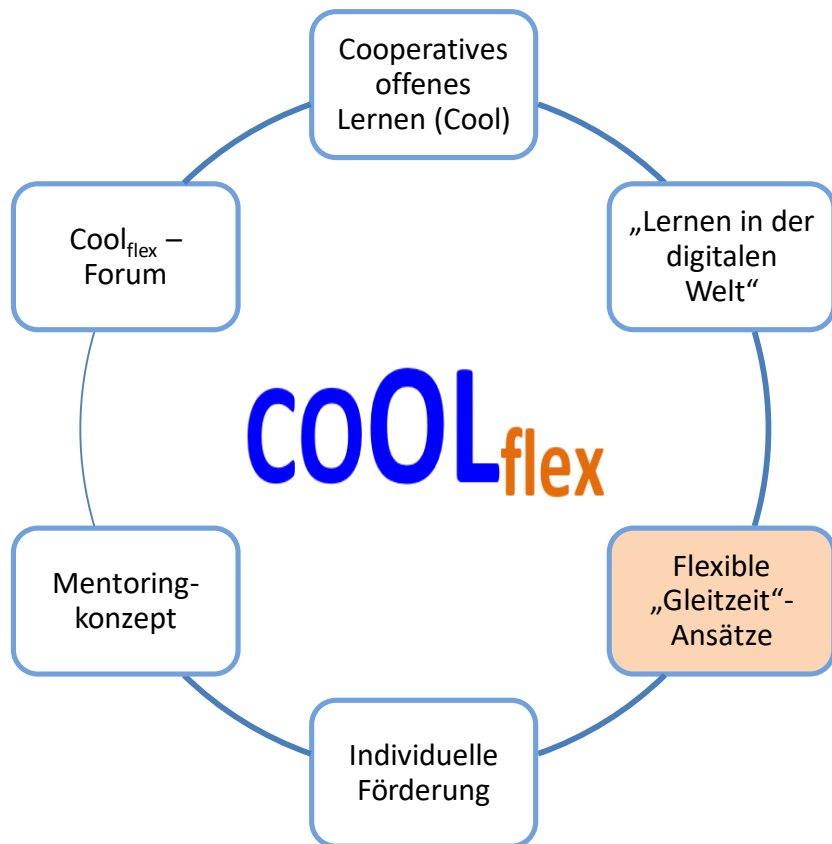 Cooperatives
offenes
Lernen (Cool)
„Lernen in der
digitalen
Welt“
Flexible
„Gleitzeit“-
Ansätze
Individuelle
Förderung
Mentoring-
konzept
Coolflex –
Forum
COOLflex